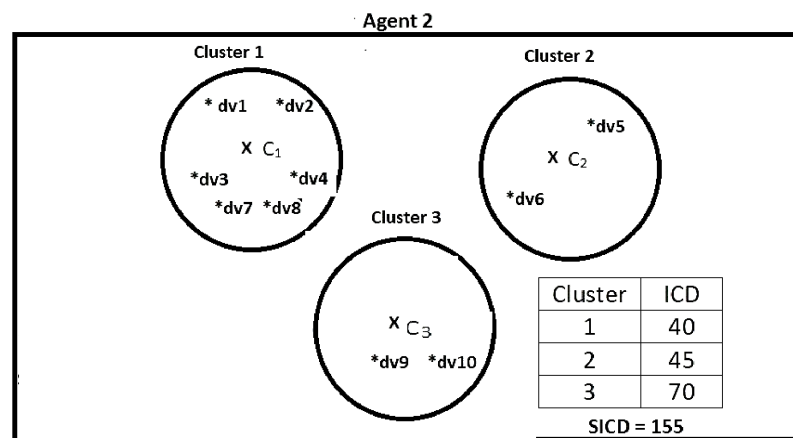 Agent 2
Cluster 1
Cluster 2
* dv1 *dv2
*dv5
X C₁
X C₂
*dv3 *dv4
*dv6
*dv7 *dv8
Cluster 3
X C₃
*dv9 *dv10
Cluster ICD
1 40
2 45
3 70
SICD = 155